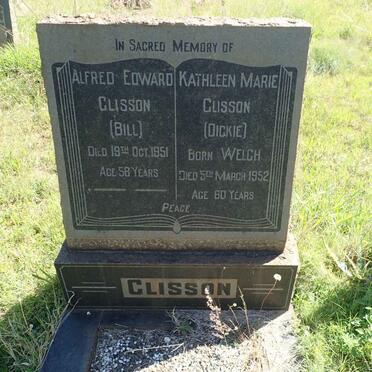 In Sacred Memory of
Alfred Edward
Clisson
(Bill)
Died 19th Oct. 1951
Age 58 Years
Kathleen Marie
Clisson
(Dickie)
Born Welch
Died 5th March 1952
Age 60 Years
Peace
Clisson